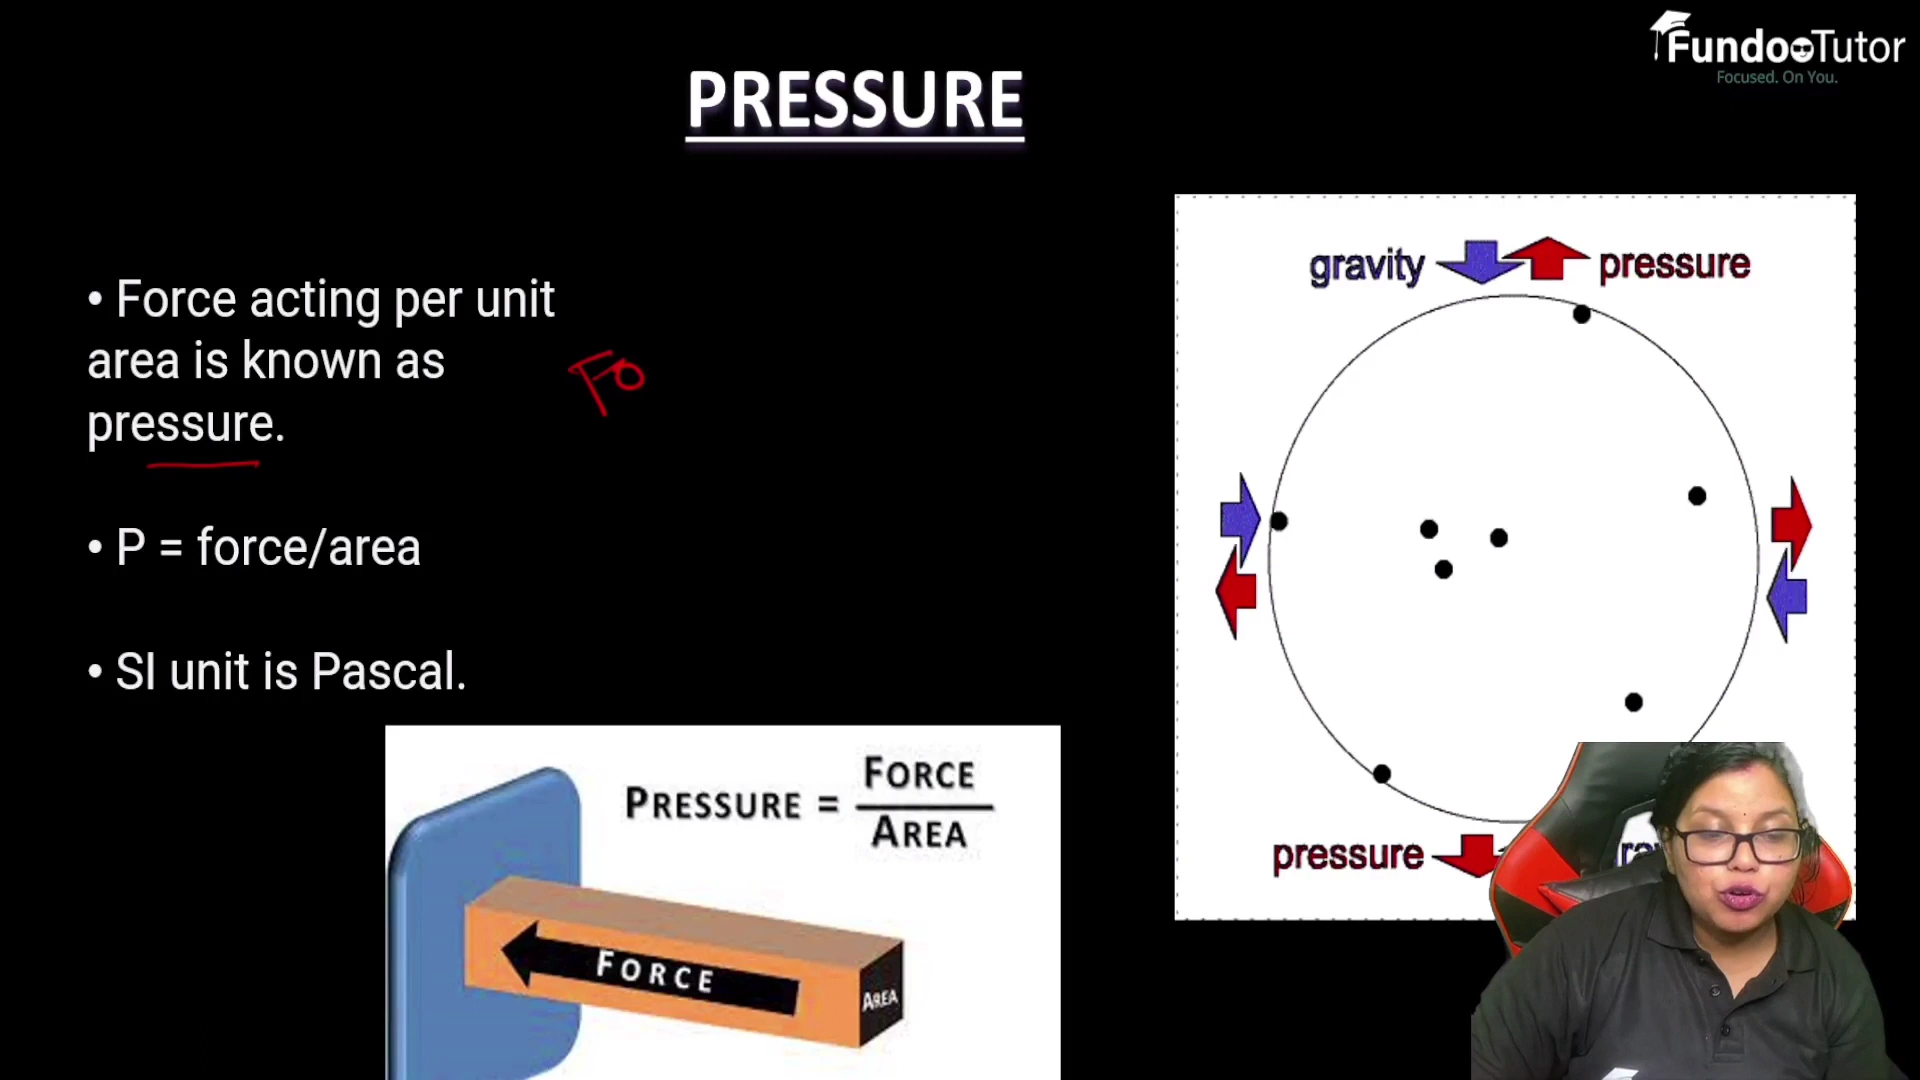 FundooTutor
Focused. On You.
PRESSURE
• Force acting per unit
area is known as
pressure.
Fo
• P = force/area
• SI unit is Pascal.
PRESSURE = FORCE
AREA
FORCE
AREA
gravity pressure
pressure